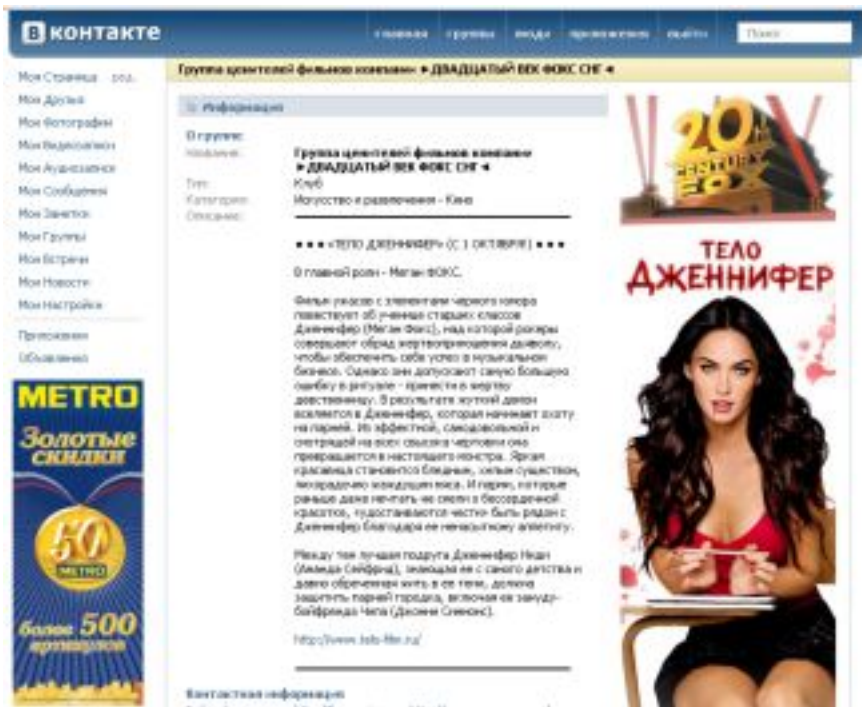 В контакте
главная группы люди приложения выйти Поиск
Моя Страница ред.
Мои Друзья
Мои Фотографии
Мои Видеозаписи
Мои Аудиозаписи
Мои Сообщения
Мои Заметки
Мои Группы
Мои Встречи
Мои Новости
Мои Настройки
Приложения
Объявления
METRO
Золотые
скидки
50
METRO
более 500
артикулов
Группа ценителей фильмов компании ►ДВАДЦАТЫЙ ВЕК ФОКС СНГ◄
Информация
О группе
Название: Группа ценителей фильмов компании
►ДВАДЦАТЫЙ ВЕК ФОКС СНГ◄
Тип: Клуб
Категория: Искусство и развлечения - Кино
Описание:
«ТЕЛО ДЖЕННИФЕР» (С 1 ОКТЯБРЯ!)
В главной роли - Меган ФОКС.
Фильм ужасов с элементами черного юмора
повествует об ученице старших классов
Дженнифер (Меган Фокс), над которой рокеры
совершают обряд жертвоприношения дьяволу,
чтобы обеспечить себе успех в музыкальном
бизнесе. Однако они допускают самую большую
ошибку в ритуале - принести в жертву
девственницу. В результате жуткий демон
вселяется в Дженнифер, которая начинает охоту
на парней. Из эффектной, самодовольной и
смотрящей на всех свысока чертовки она
превращается в настоящего монстра. Яркая
красавица становится бледным, хилым существом,
лихорадочно жаждущим мяса. И парни, которые
раньше даже мечтать не смели о бессердечной
красотке, «удостаиваются чести» быть рядом с
Дженнифер благодаря ее ненасытному аппетиту.
Между тем лучшая подруга Дженнифер Ниди
(Аманда Сейфрид), знающая ее с самого детства и
давно обреченная жить в ее тени, должна
защитить парней городка, включая ее зануду-
бойфренда Чипа (Джонни Симмонс).
Контактная информация
20th
CENTURY
FOX
ТЕЛО
ДЖЕННИФЕР